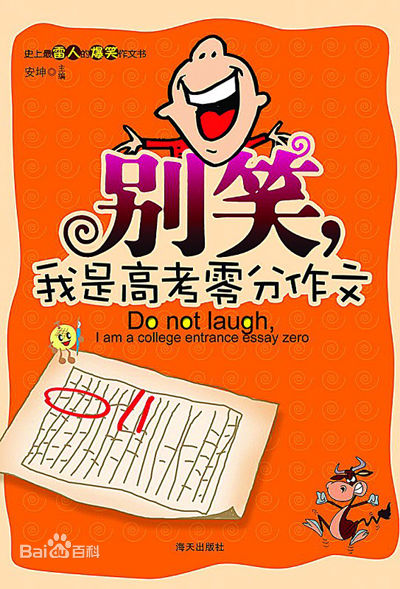 史上最雷人的爆笑作文书
安坤◎主编
别笑，
我是高考零分作文
Do not laugh,
I am a college entrance essay zero
海天出版社
Bai百科